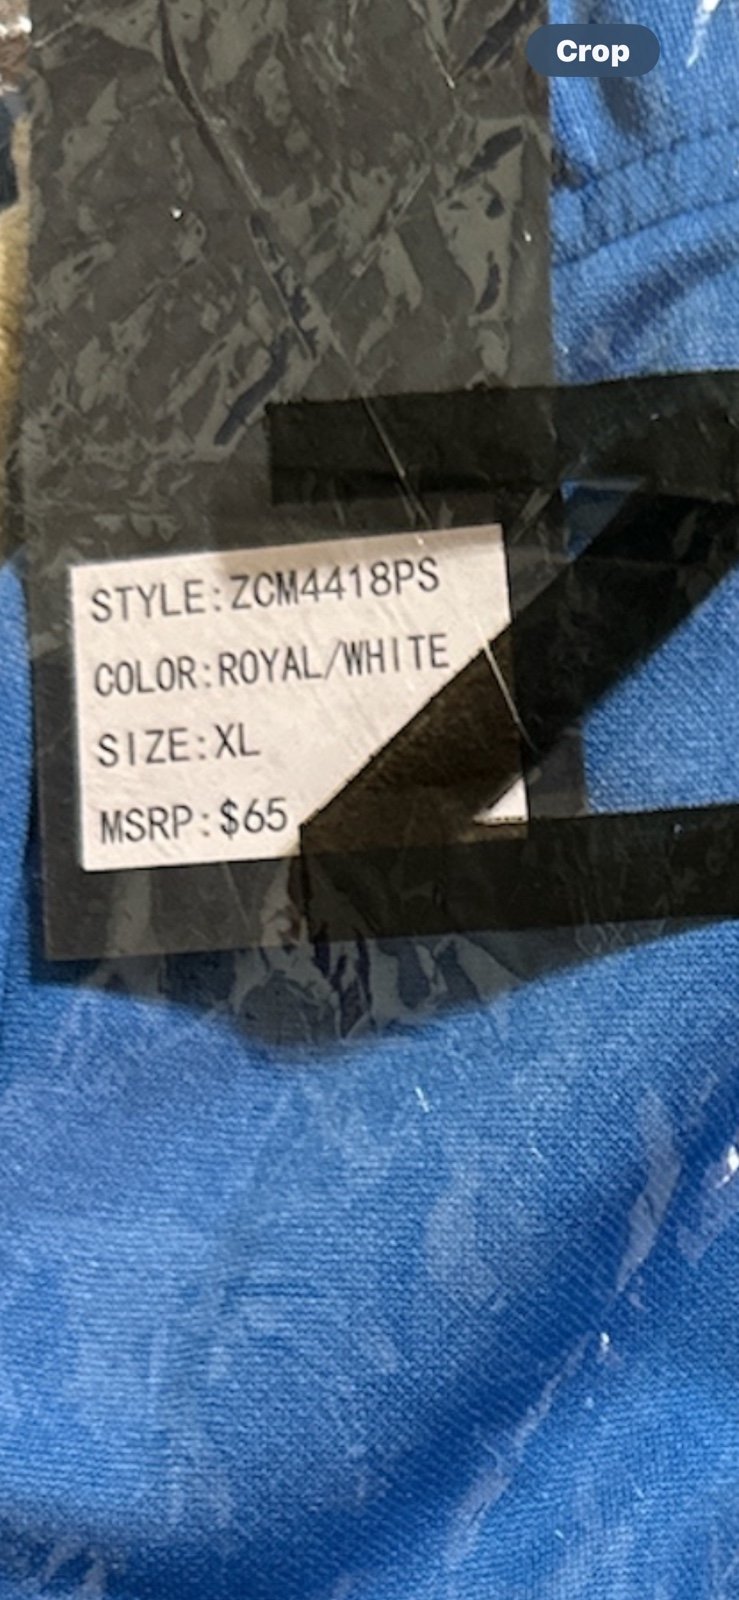 Crop
STYLE:ZCM4418PS
COLOR:ROYAL/WHITE
SIZE:XL
MSRP:$65